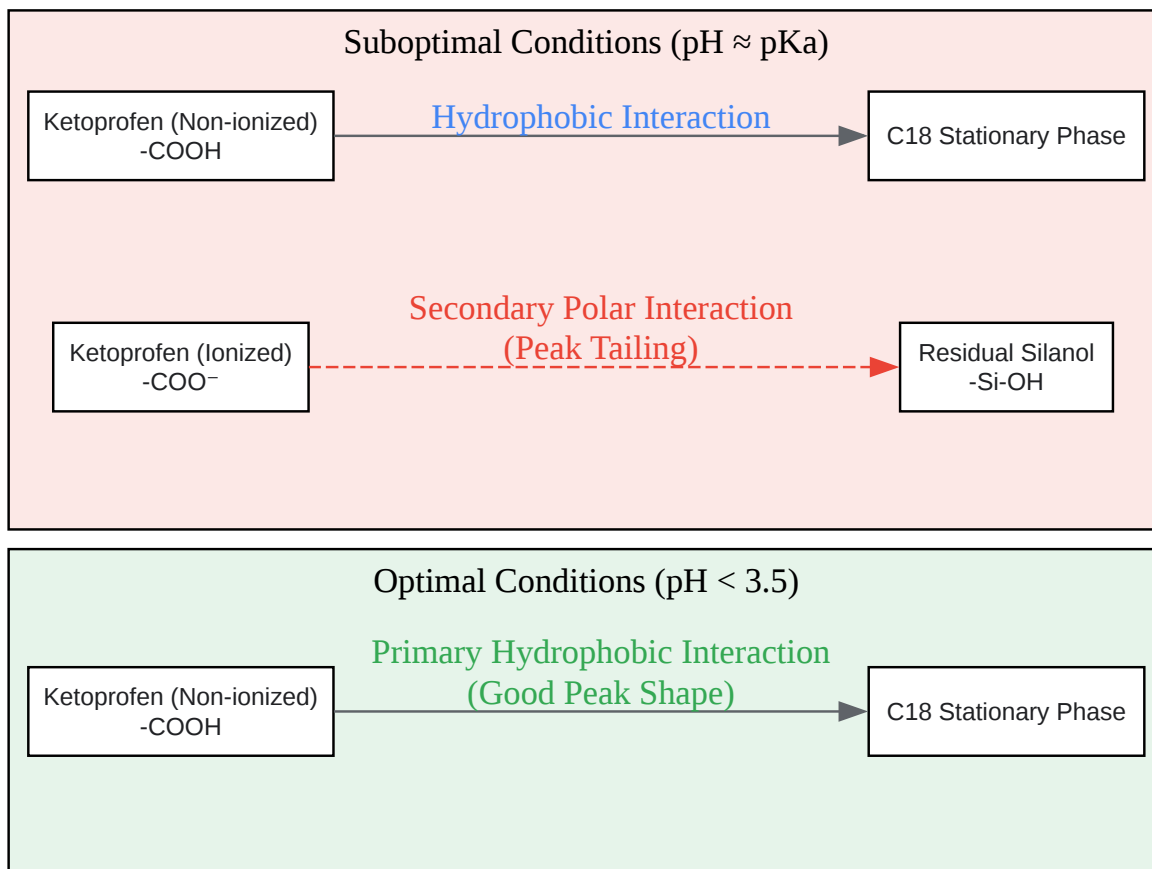 Suboptimal Conditions (pH ≈ pKa)
Ketoprofen (Non-ionized)
-COOH
Hydrophobic Interaction
C18 Stationary Phase
Ketoprofen (Ionized)
-COO⁻
Secondary Polar Interaction
(Peak Tailing)
Residual Silanol
-Si-OH
Optimal Conditions (pH < 3.5)
Ketoprofen (Non-ionized)
-COOH
Primary Hydrophobic Interaction
(Good Peak Shape)
C18 Stationary Phase